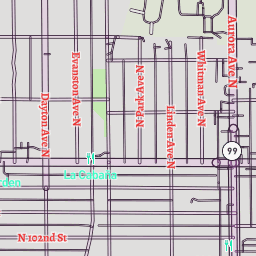 Aurora Ave N
Evanston Ave N
N Park Ave N
Whitman Ave N
Dayton Ave N
Linden Ave N
99
La Cabaña
N 102nd St